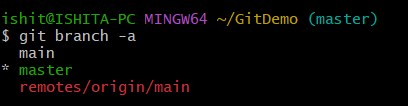 ishit@ISHITA-PC MINGW64 ~/GitDemo (master)
$ git branch -a
  main
* master
  remotes/origin/main